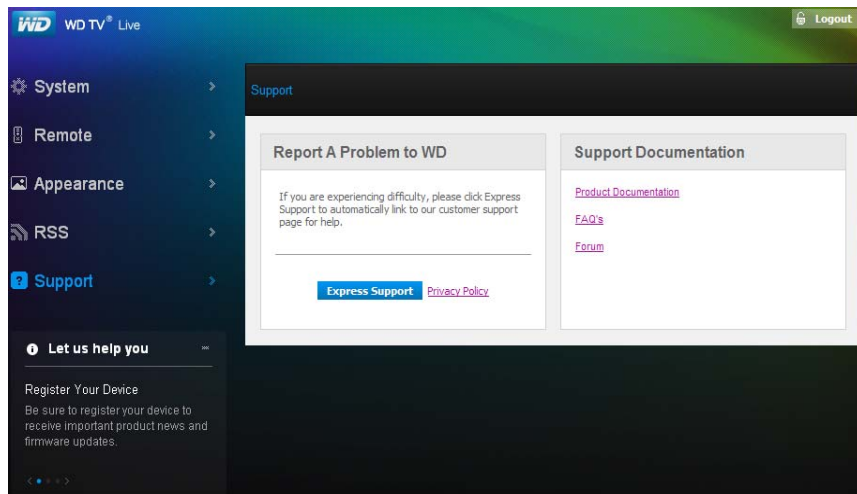 WD WD TV® Live
Logout
System
Remote
Appearance
RSS
Support
Let us help you
Register Your Device
Be sure to register your device to
receive important product news and
firmware updates.
Support
Report A Problem to WD
If you are experiencing difficulty, please click Express
Support to automatically link to our customer support
page for help.
Express Support Privacy Policy
Support Documentation
Product Documentation
FAQ's
Forum